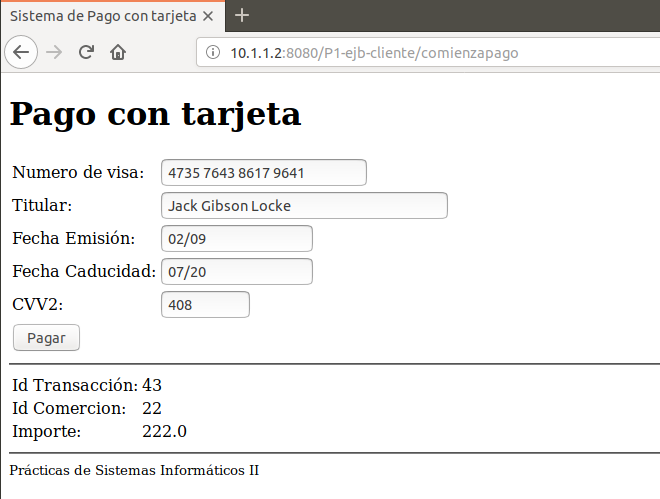 Sistema de Pago con tarjeta
10.1.1.2:8080/P1-ejb-cliente/comienzapago
Pago con tarjeta
Numero de visa: 4735 7643 8617 9641
Titular: Jack Gibson Locke
Fecha Emisión: 02/09
Fecha Caducidad: 07/20
CVV2: 408
Pagar
Id Transacción: 43
Id Comercion: 22
Importe: 222.0
Prácticas de Sistemas Informáticos II